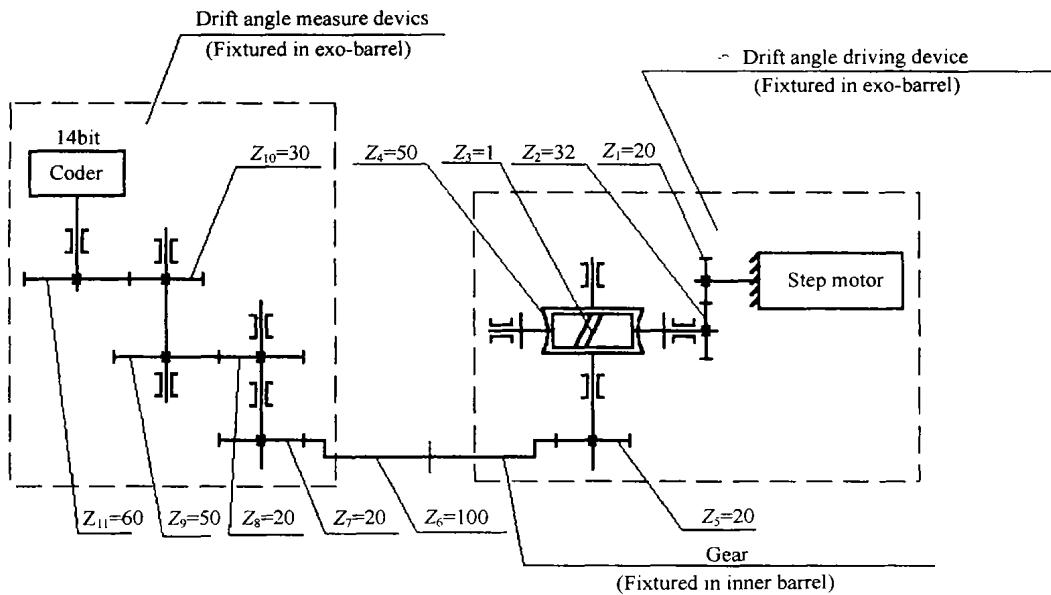 Drift angle measure devics
(Fixtured in exo-barrel)
Drift angle driving device
(Fixtured in exo-barrel)
14bit
Coder
Z10=30
Z4=50
Z3=1
Z2=32
Z1=20
Step motor
Z11=60
Z9=50
Z8=20
Z7=20
Z6=100
Z5=20
Gear
(Fixtured in inner barrel)